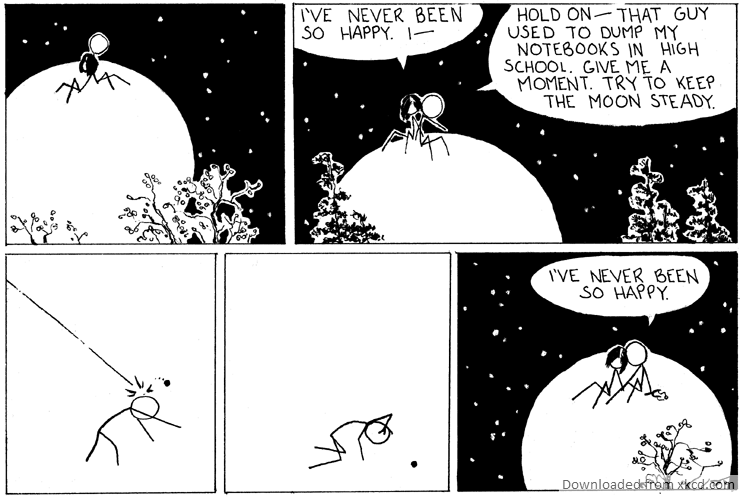 I'VE NEVER BEEN
SO HAPPY. I—
HOLD ON— THAT GUY
USED TO DUMP MY
NOTEBOOKS IN HIGH
SCHOOL. GIVE ME A
MOMENT. TRY TO KEEP
THE MOON STEADY.
I'VE NEVER BEEN
SO HAPPY.
Downloaded from xkcd.com